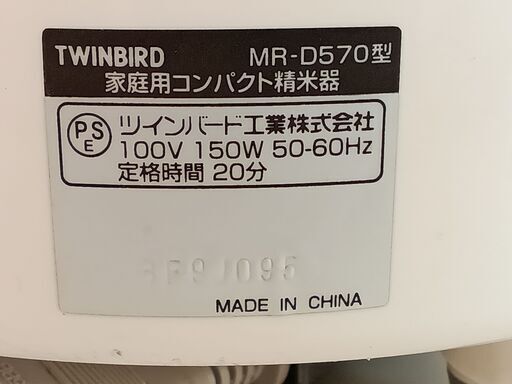 TWINBIRD MR-D570型
家庭用コンパクト精米器
PSE ツインバード工業株式会社
100V 150W 50-60Hz
定格時間 20分
MADE IN CHINA